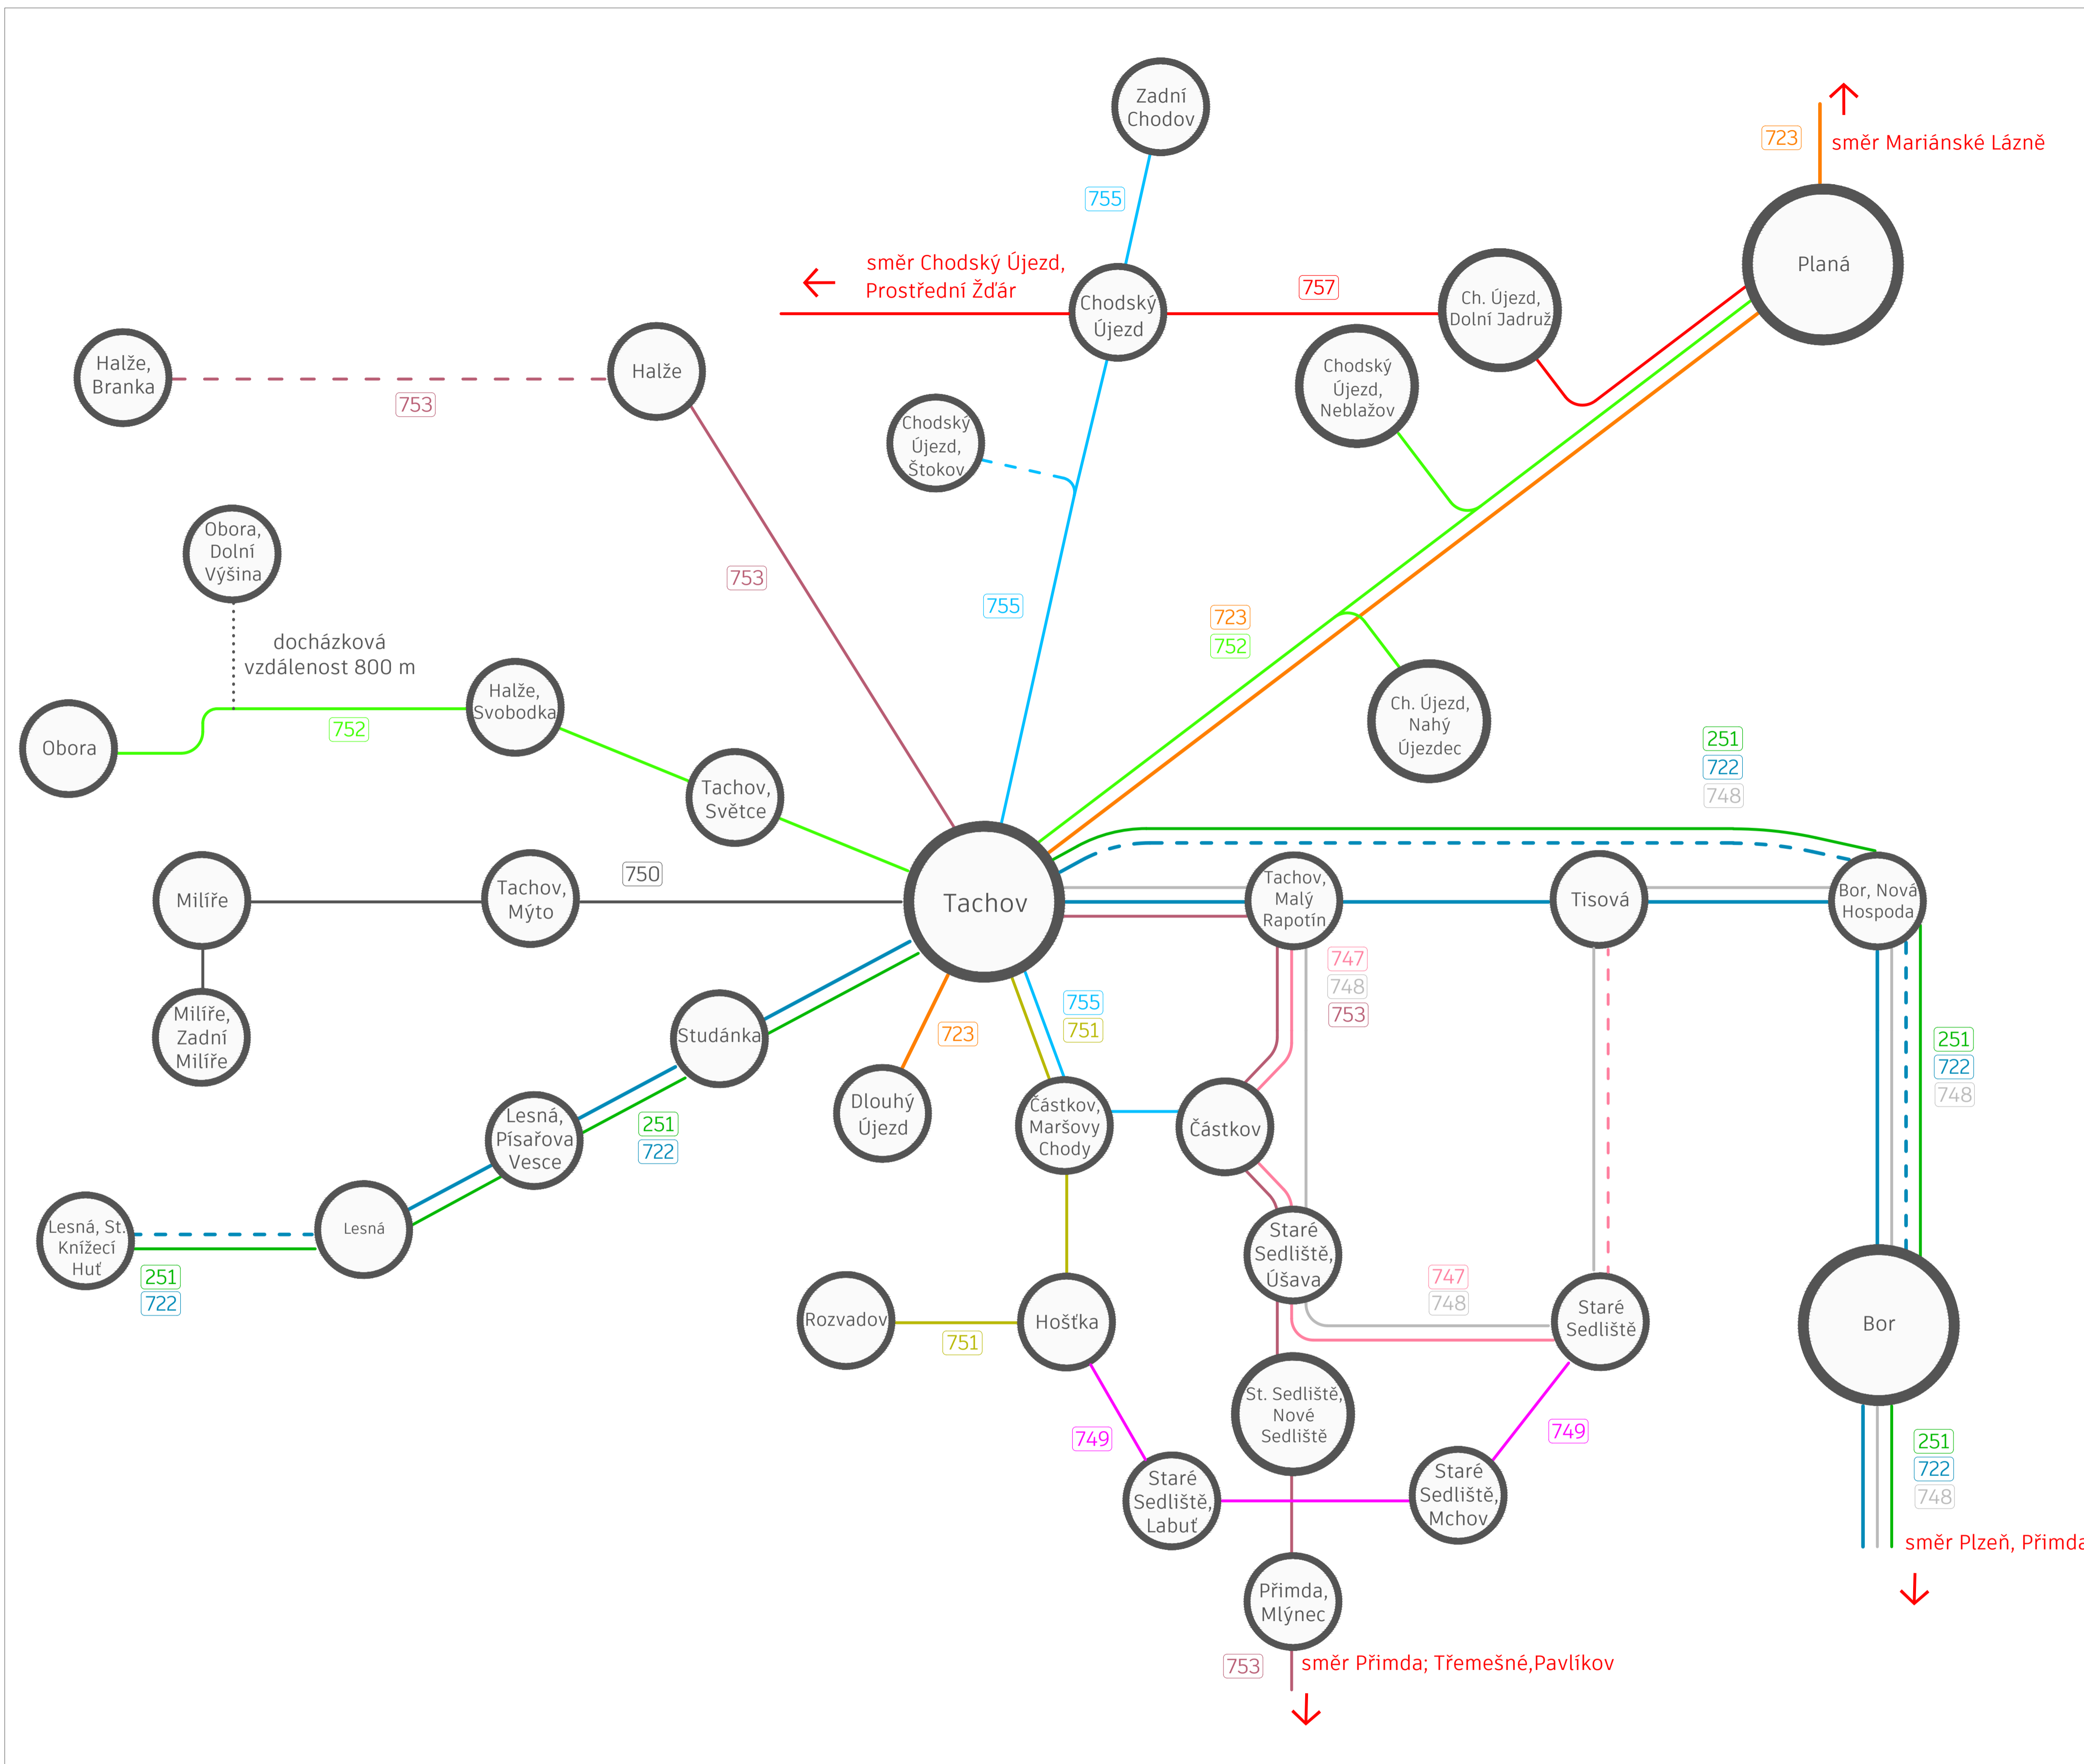 Zadní
Chodov
723
směr Mariánské Lázně
755
směr Chodský Újezd,
Prostřední Žďár
757
Planá
Chodský
Újezd
Ch. Újezd,
Dolní Jadruž
Halže,
Branka
Halže
753
Chodský
Újezd,
Neblažov
Chodský
Újezd,
Štokov
Obora,
Dolní
Výšina
753
755
723
752
docházková
vzdálenost 800 m
Halže,
Svobodka
Ch. Újezd,
Nahý
Újezdec
Obora
752
Tachov,
Světce
251
722
748
Milíře
Tachov,
Mýto
750
Tachov
Tachov,
Malý
Rapotín
Tisová
Bor, Nová
Hospoda
747
748
753
Milíře,
Zadní
Milíře
Studánka
723
755
751
251
722
748
Dlouhý
Újezd
Částkov,
Maršovy
Chody
Částkov
Lesná,
Písařova
Vesce
251
722
Lesná, St.
Knížecí
Huť
Lesná
251
722
Staré
Sedliště,
Úšava
747
748
Rozvadov
751
Hošťka
Staré
Sedliště
Bor
St. Sedliště,
Nové
Sedliště
749
749
Staré
Sedliště,
Labuť
Staré
Sedliště,
Mchov
251
722
748
směr Plzeň, Přimda
Přimda,
Mlýnec
753
směr Přimda; Třemešné,Pavlíkov